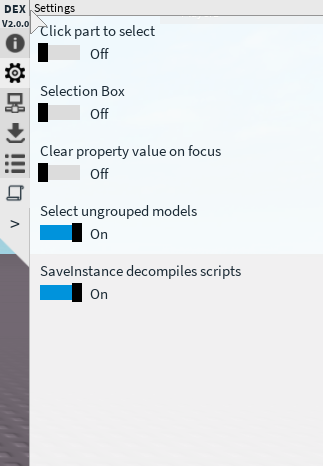 DEX
Settings
V2.0.0
Click part to select
Off
Selection Box
Off
Clear property value on focus
Off
Select ungrouped models
>
On
SaveInstance decompiles scripts
On